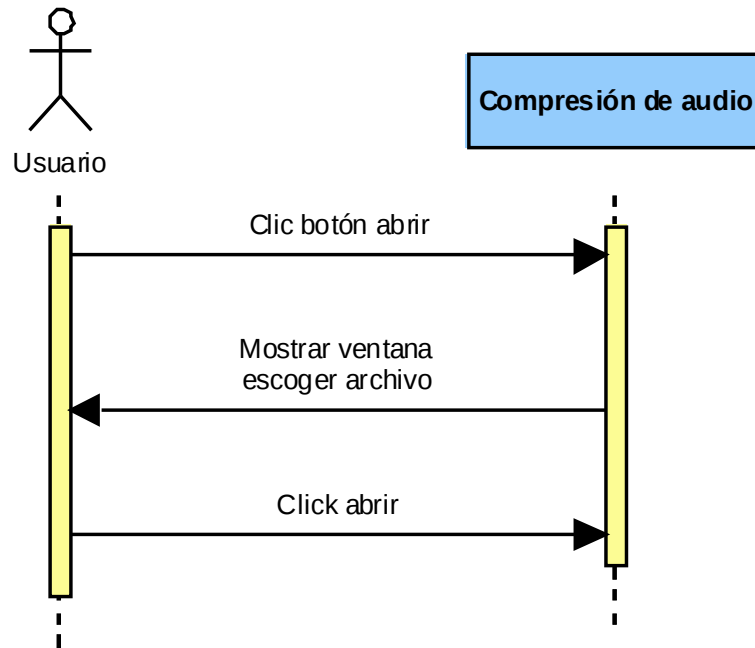 Compresión de audio
Usuario
Clic botón abrir
Mostrar ventana
escoger archivo
Click abrir